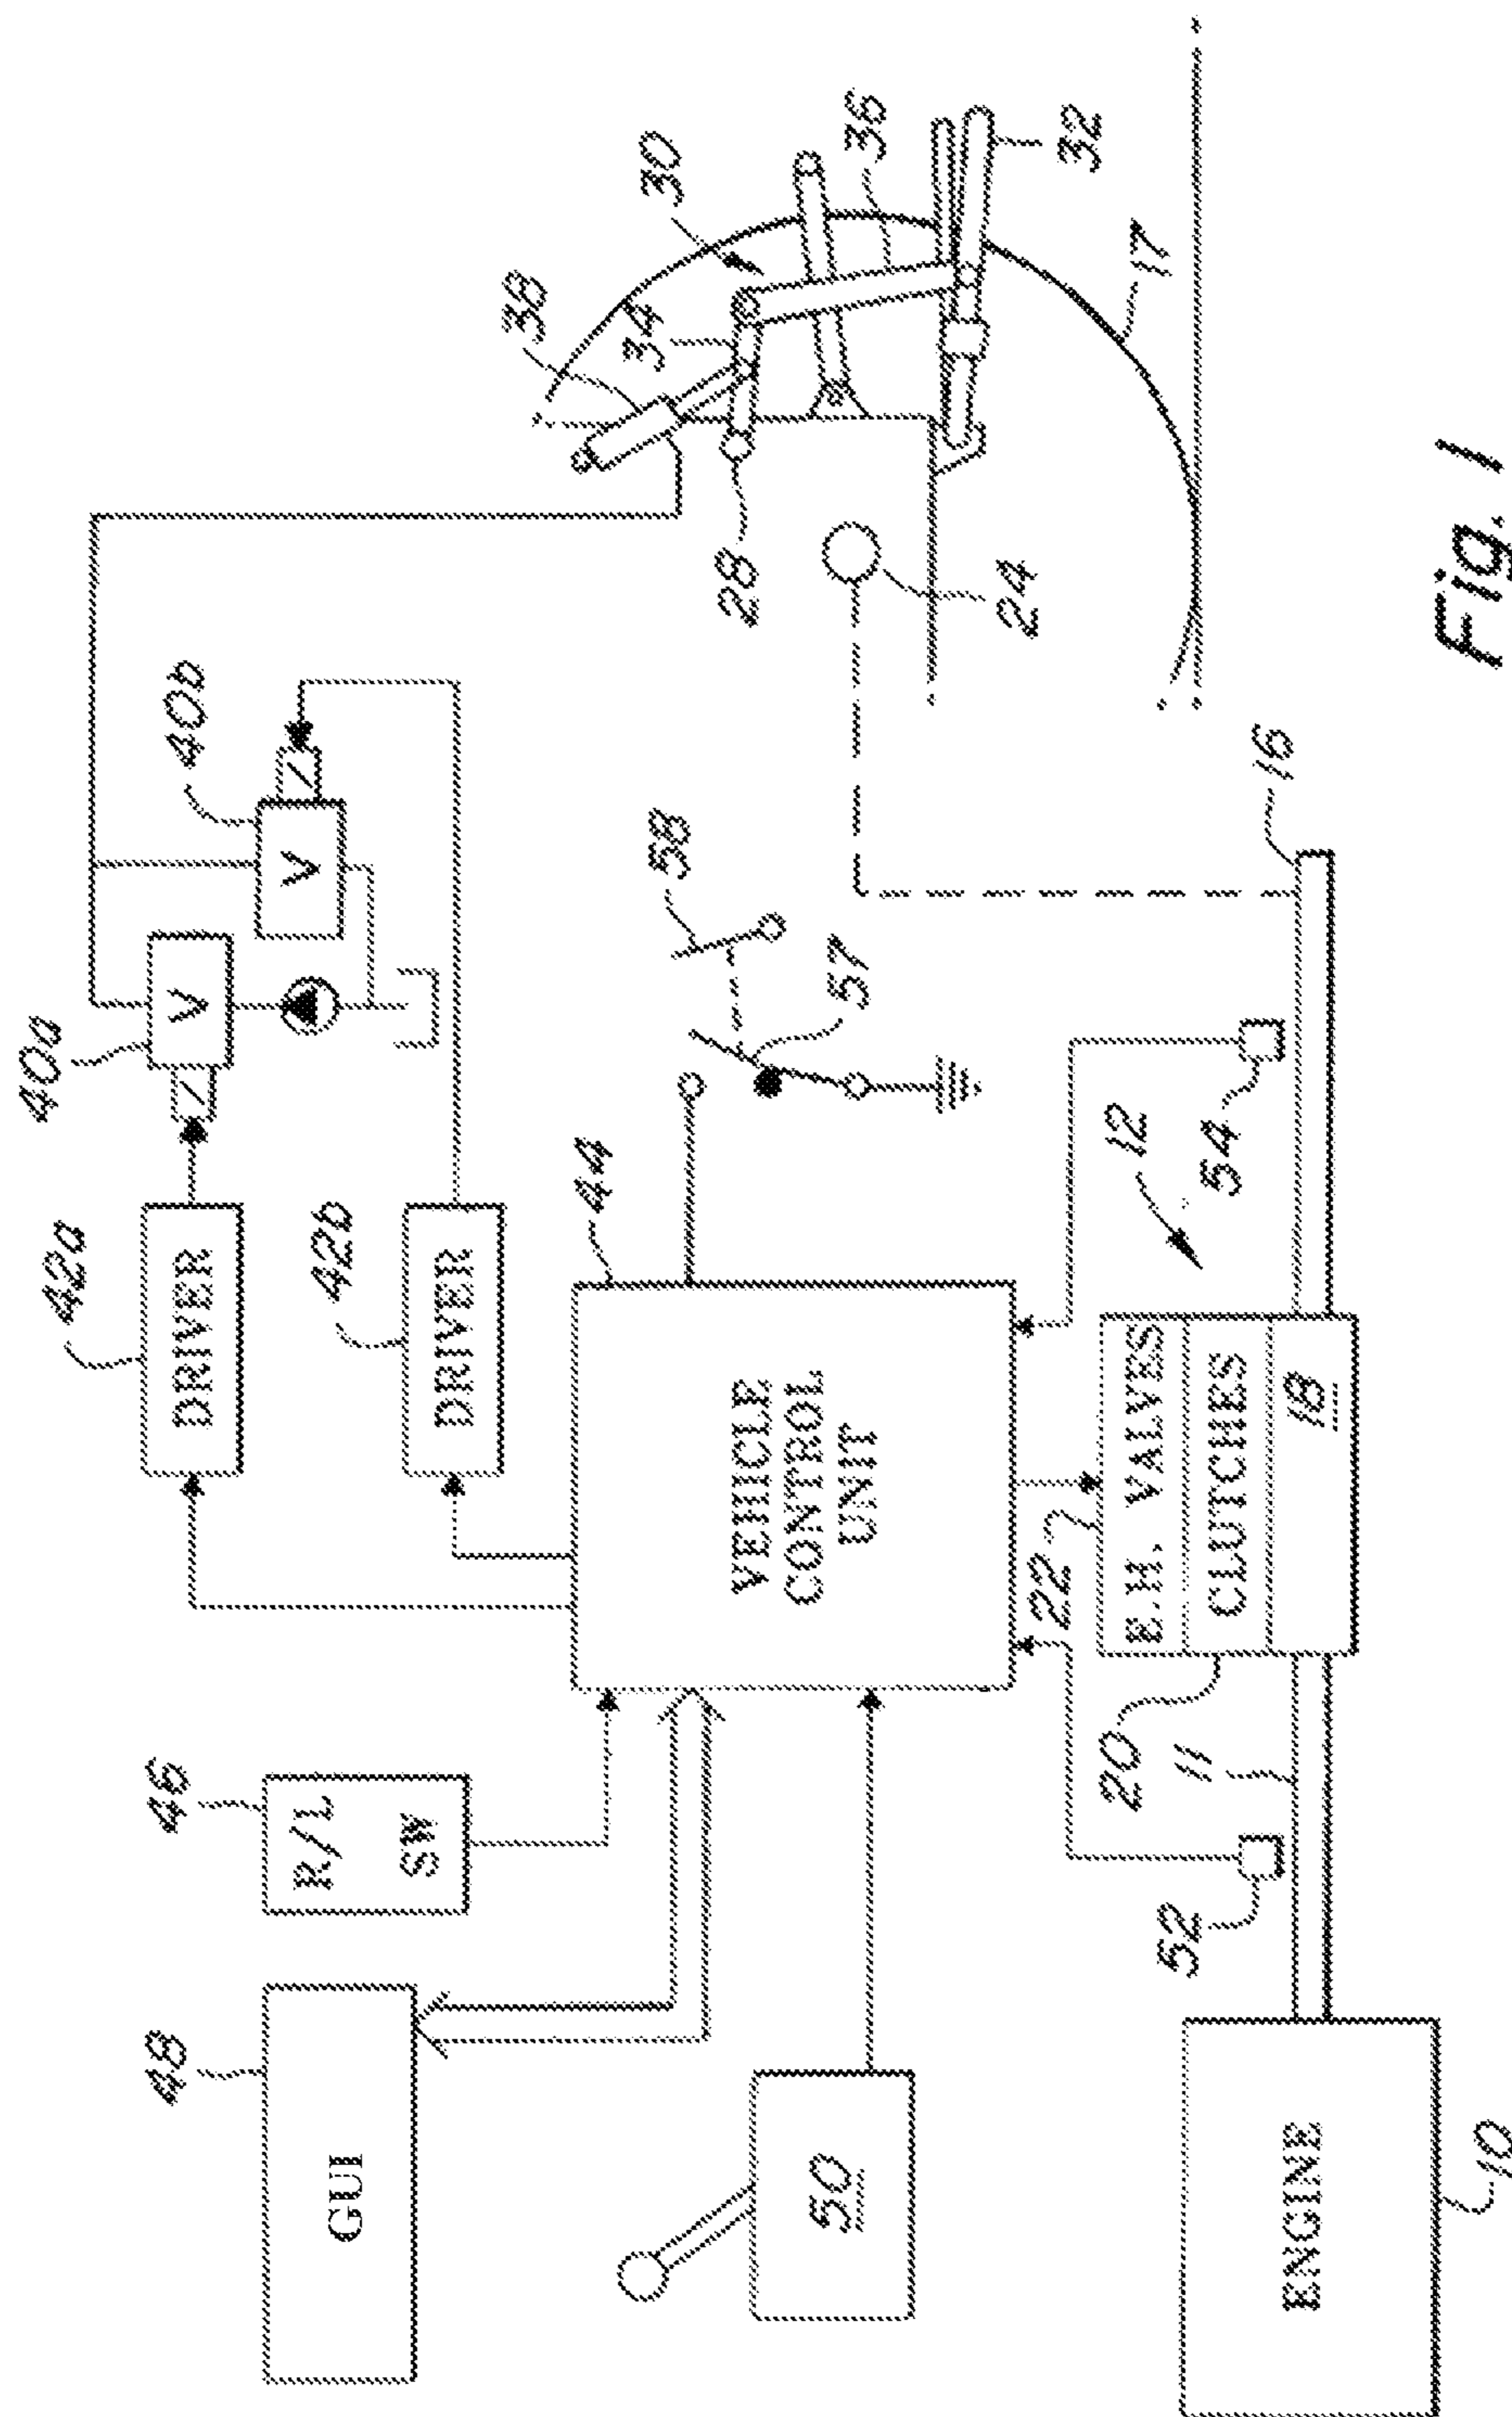 40a
40b
42a
DRIVER
42b
DRIVER
V
V
38
34
30
36
32
28
24
17
46
R/L
SW
48
GUI
44
VEHICLE
CONTROL
UNIT
58
57
50
22
E.H. VALVES
CLUTCHES
18
20
12
16
54
52
11
ENGINE
10
Fig. 1